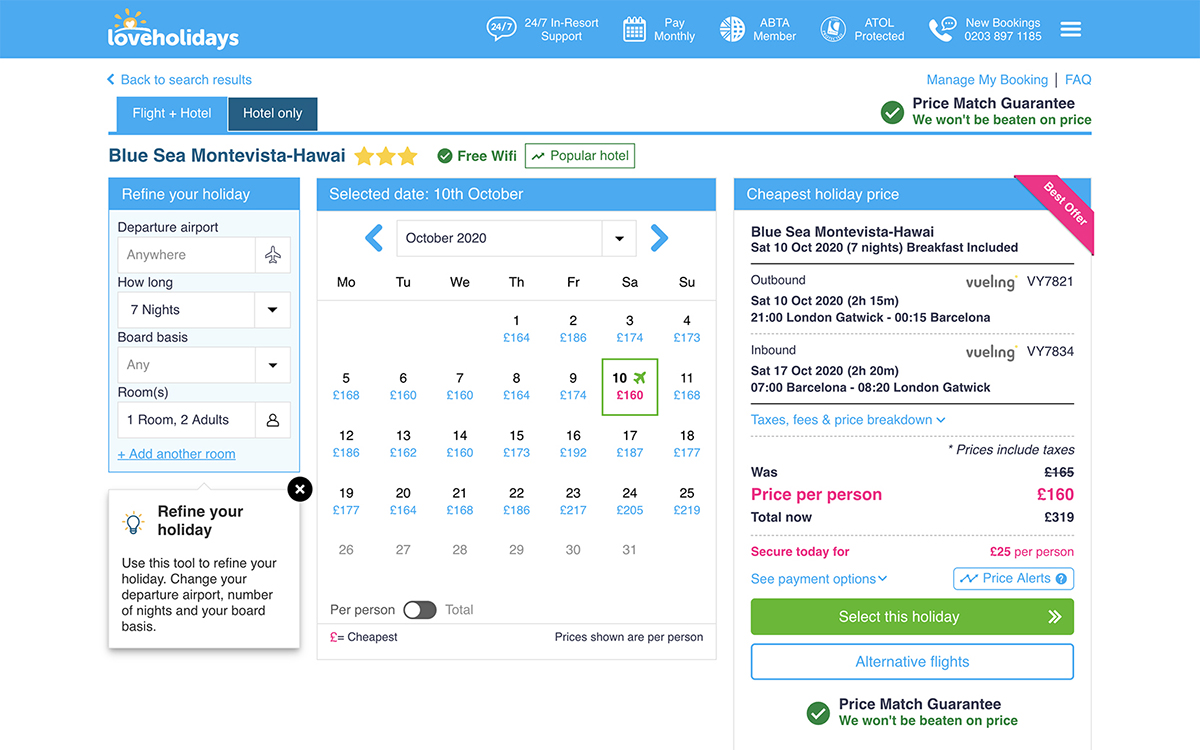 loveholidays
24/7
24/7 In-Resort
Support
Pay
Monthly
ABTA
Member
ATOL
Protected
New Bookings
0203 897 1185
Back to search results
Manage My Booking | FAQ
Flight + Hotel
Hotel only
Price Match Guarantee
We won't be beaten on price
Blue Sea Montevista-Hawai
Free Wifi
Popular hotel
Refine your holiday
Departure airport
Anywhere
How long
7 Nights
Board basis
Any
Room(s)
1 Room, 2 Adults
+ Add another room
Refine your
holiday
Use this tool to refine your
holiday. Change your
departure airport, number
of nights and your board
basis.
Selected date: 10th October
October 2020
Mo Tu We Th Fr Sa Su
1 2 3 4
£164 £186 £174 £173
5 6 7 8 9 10 11
£168 £160 £160 £164 £174 £160 £168
12 13 14 15 16 17 18
£186 £162 £160 £173 £192 £187 £177
19 20 21 22 23 24 25
£177 £164 £168 £186 £217 £205 £219
26 27 28 29 30 31
Per person Total
£= Cheapest Prices shown are per person
Cheapest holiday price
Best Offer
Blue Sea Montevista-Hawai
Sat 10 Oct 2020 (7 nights) Breakfast Included
Outbound vueling VY7821
Sat 10 Oct 2020 (2h 15m)
21:00 London Gatwick - 00:15 Barcelona
Inbound vueling VY7834
Sat 17 Oct 2020 (2h 20m)
07:00 Barcelona - 08:20 London Gatwick
Taxes, fees & price breakdown
* Prices include taxes
Was £165
Price per person £160
Total now £319
Secure today for £25 per person
See payment options
Price Alerts ?
Select this holiday
Alternative flights
Price Match Guarantee
We won't be beaten on price